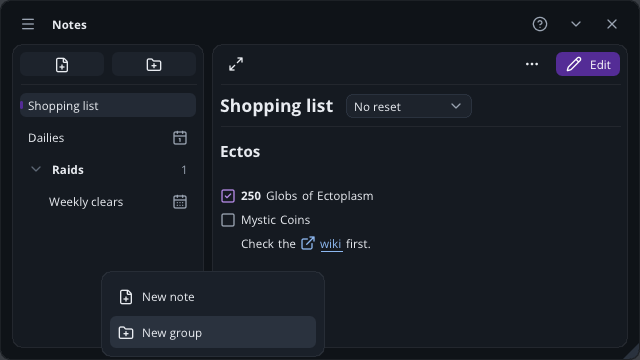 Notes
Edit
Shopping list
Dailies
Raids 1
Weekly clears
Shopping list No reset
Ectos
250 Globs of Ectoplasm
Mystic Coins
Check the wiki first.
New note
New group